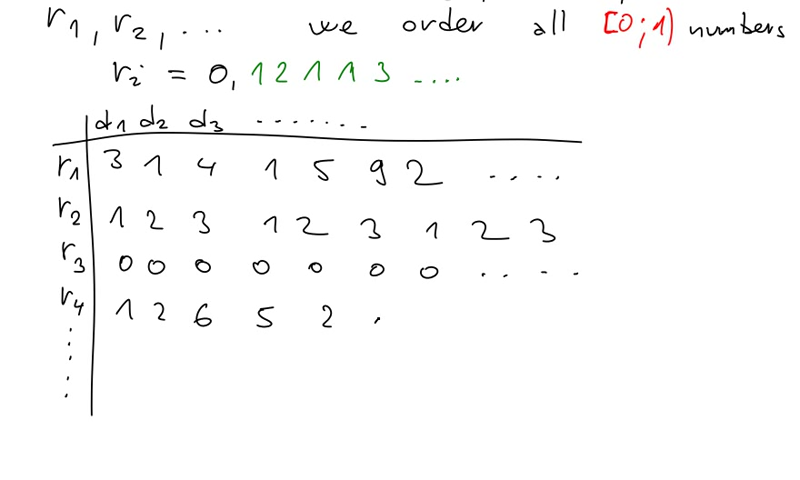 r1, r2, ... we order all [0;1) numbers
ri = 0,12113 ....
d1 d2 d3 .......
r1 3 1 4 1 5 9 2 ....
r2 1 2 3 1 2 3 1 2 3
r3 0 0 0 0 0 0 0 .. ..
r4 1 2 6 5 2 .